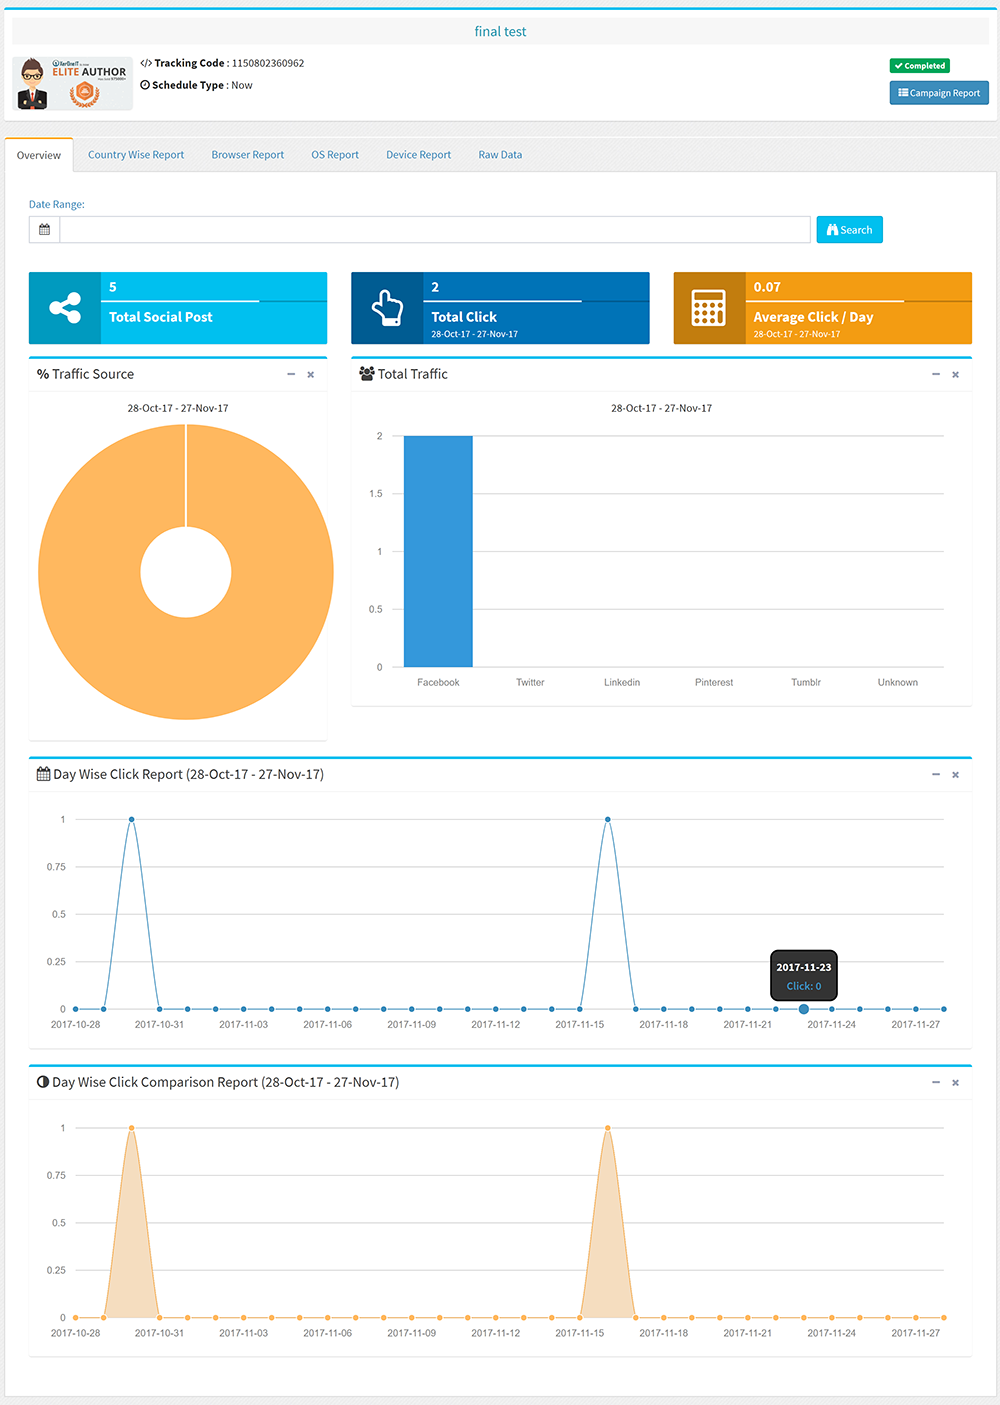 final test
XerOneIT
ELITE AUTHOR
Tracking Code : 1150802360962
Schedule Type : Now
Completed
Campaign Report
Overview
Country Wise Report
Browser Report
OS Report
Device Report
Raw Data
Date Range:
Search
5
Total Social Post
2
Total Click
28-Oct-17 - 27-Nov-17
0.07
Average Click / Day
28-Oct-17 - 27-Nov-17
% Traffic Source
28-Oct-17 - 27-Nov-17
Total Traffic
28-Oct-17 - 27-Nov-17
2
1.5
1
0.5
0
Facebook Twitter Linkedin Pinterest Tumblr Unknown
Day Wise Click Report (28-Oct-17 - 27-Nov-17)
1
0.75
0.5
0.25
0
2017-11-23
Click: 0
2017-10-28 2017-10-31 2017-11-03 2017-11-06 2017-11-09 2017-11-12 2017-11-15 2017-11-18 2017-11-21 2017-11-24 2017-11-27
Day Wise Click Comparison Report (28-Oct-17 - 27-Nov-17)
1
0.75
0.5
0.25
0
2017-10-28 2017-10-31 2017-11-03 2017-11-06 2017-11-09 2017-11-12 2017-11-15 2017-11-18 2017-11-21 2017-11-24 2017-11-27